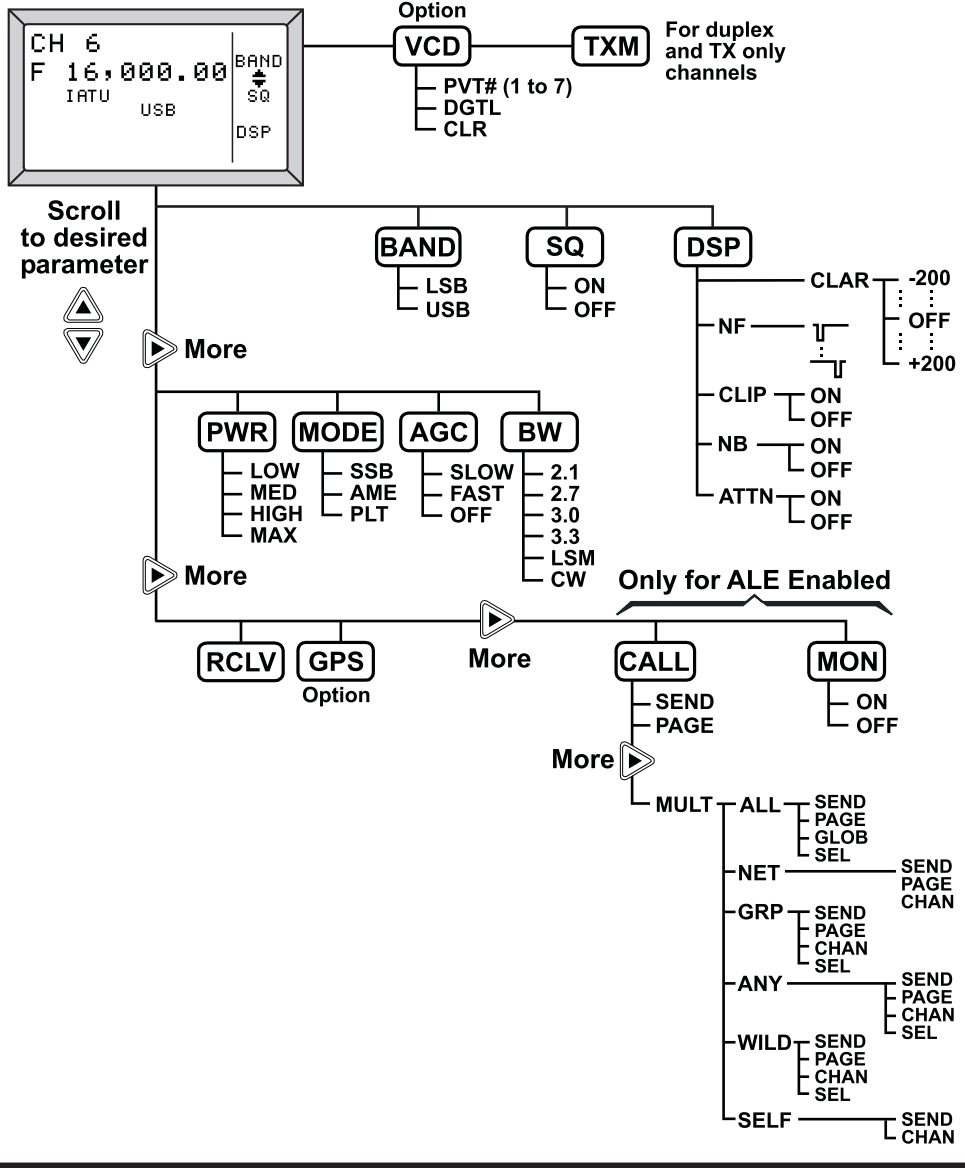 Option
CH 6
F 16,000.00
IATU
USB
BAND
SQ
DSP
VCD
TXM
For duplex
and TX only
channels
PVT# (1 to 7)
DGTL
CLR
Scroll
to desired
parameter
BAND
LSB
USB
SQ
ON
OFF
DSP
CLAR
-200
OFF
+200
NF
CLIP
ON
OFF
NB
ON
OFF
ATTN
ON
OFF
More
PWR
LOW
MED
HIGH
MAX
MODE
SSB
AME
PLT
AGC
SLOW
FAST
OFF
BW
2.1
2.7
3.0
3.3
LSM
CW
More
Only for ALE Enabled
RCLV
GPS
Option
More
CALL
SEND
PAGE
MON
ON
OFF
More
MULT
ALL
SEND
PAGE
GLOB
SEL
NET
SEND
PAGE
CHAN
GRP
SEND
PAGE
CHAN
SEL
ANY
SEND
PAGE
CHAN
SEL
WILD
SEND
PAGE
CHAN
SEL
SELF
SEND
CHAN